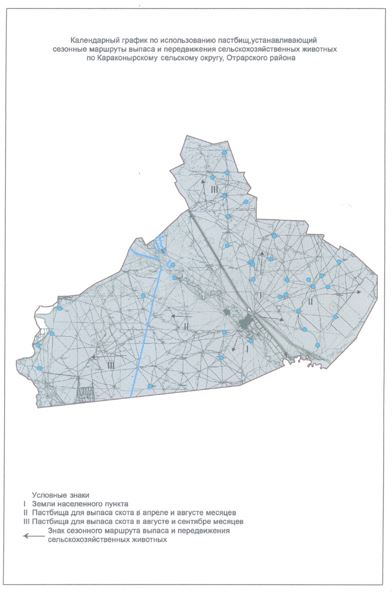 Календарный график по использованию пастбищ,устанавливающий
сезонные маршруты выпаса и передвижения сельскохозяйственных животных
по Караконырскому сельскому округу, Отрарского района
III
I
II
II
I
III
Условные знаки
I Земли населенного пункта
II Пастбища для выпаса скота в апреле и августе месяцев
III Пастбища для выпаса скота в августе и сентябре месяцев
Знак сезонного маршрута выпаса и передвижения
сельскохозяйственных животных